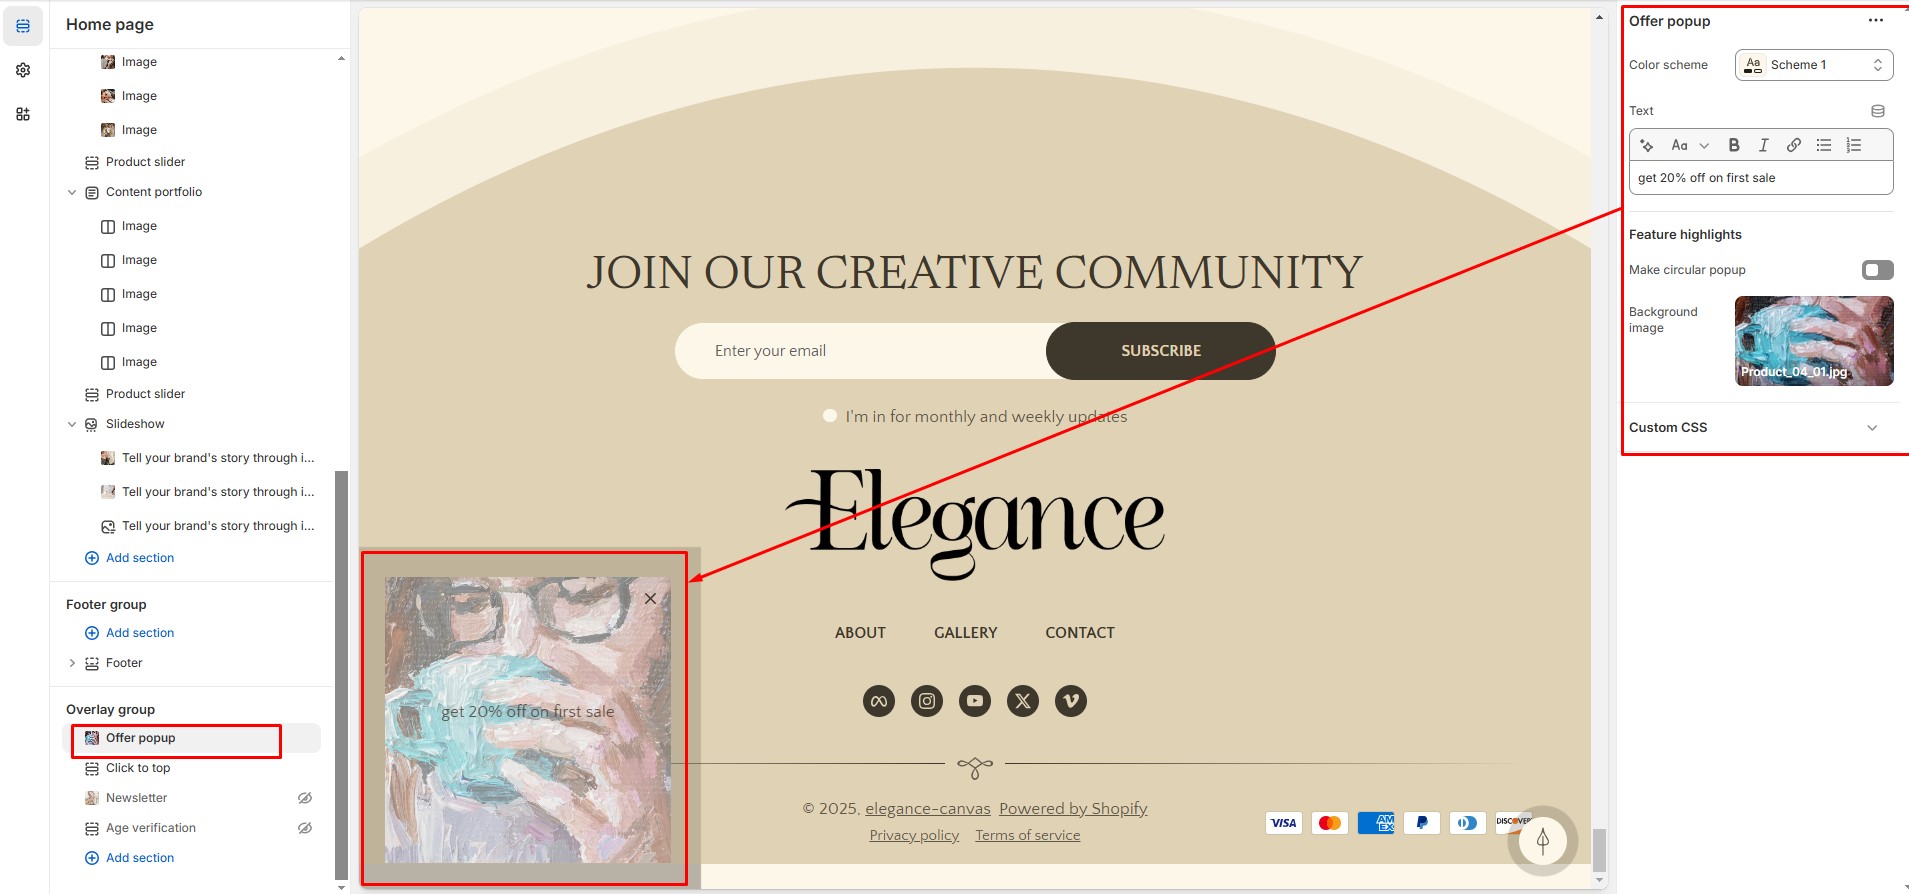 Home page
Image
Image
Image
Product slider
Content portfolio
Image
Image
Image
Image
Image
Product slider
Slideshow
Tell your brand's story through i...
Tell your brand's story through i...
Tell your brand's story through i...
Add section
Footer group
Add section
Footer
Overlay group
Offer popup
Click to top
Newsletter
Age verification
Add section
JOIN OUR CREATIVE COMMUNITY
Enter your email
SUBSCRIBE
I'm in for monthly and weekly updates
Elegance
get 20% off on first sale
ABOUT GALLERY CONTACT
© 2025, elegance-canvas Powered by Shopify
Privacy policy Terms of service
VISA
AM
EX
DISCOVER
Offer popup
Color scheme
Aa
Scheme 1
Text
Aa
B I
get 20% off on first sale
Feature highlights
Make circular popup
Background
image
Product_04_01.jpg
Custom CSS